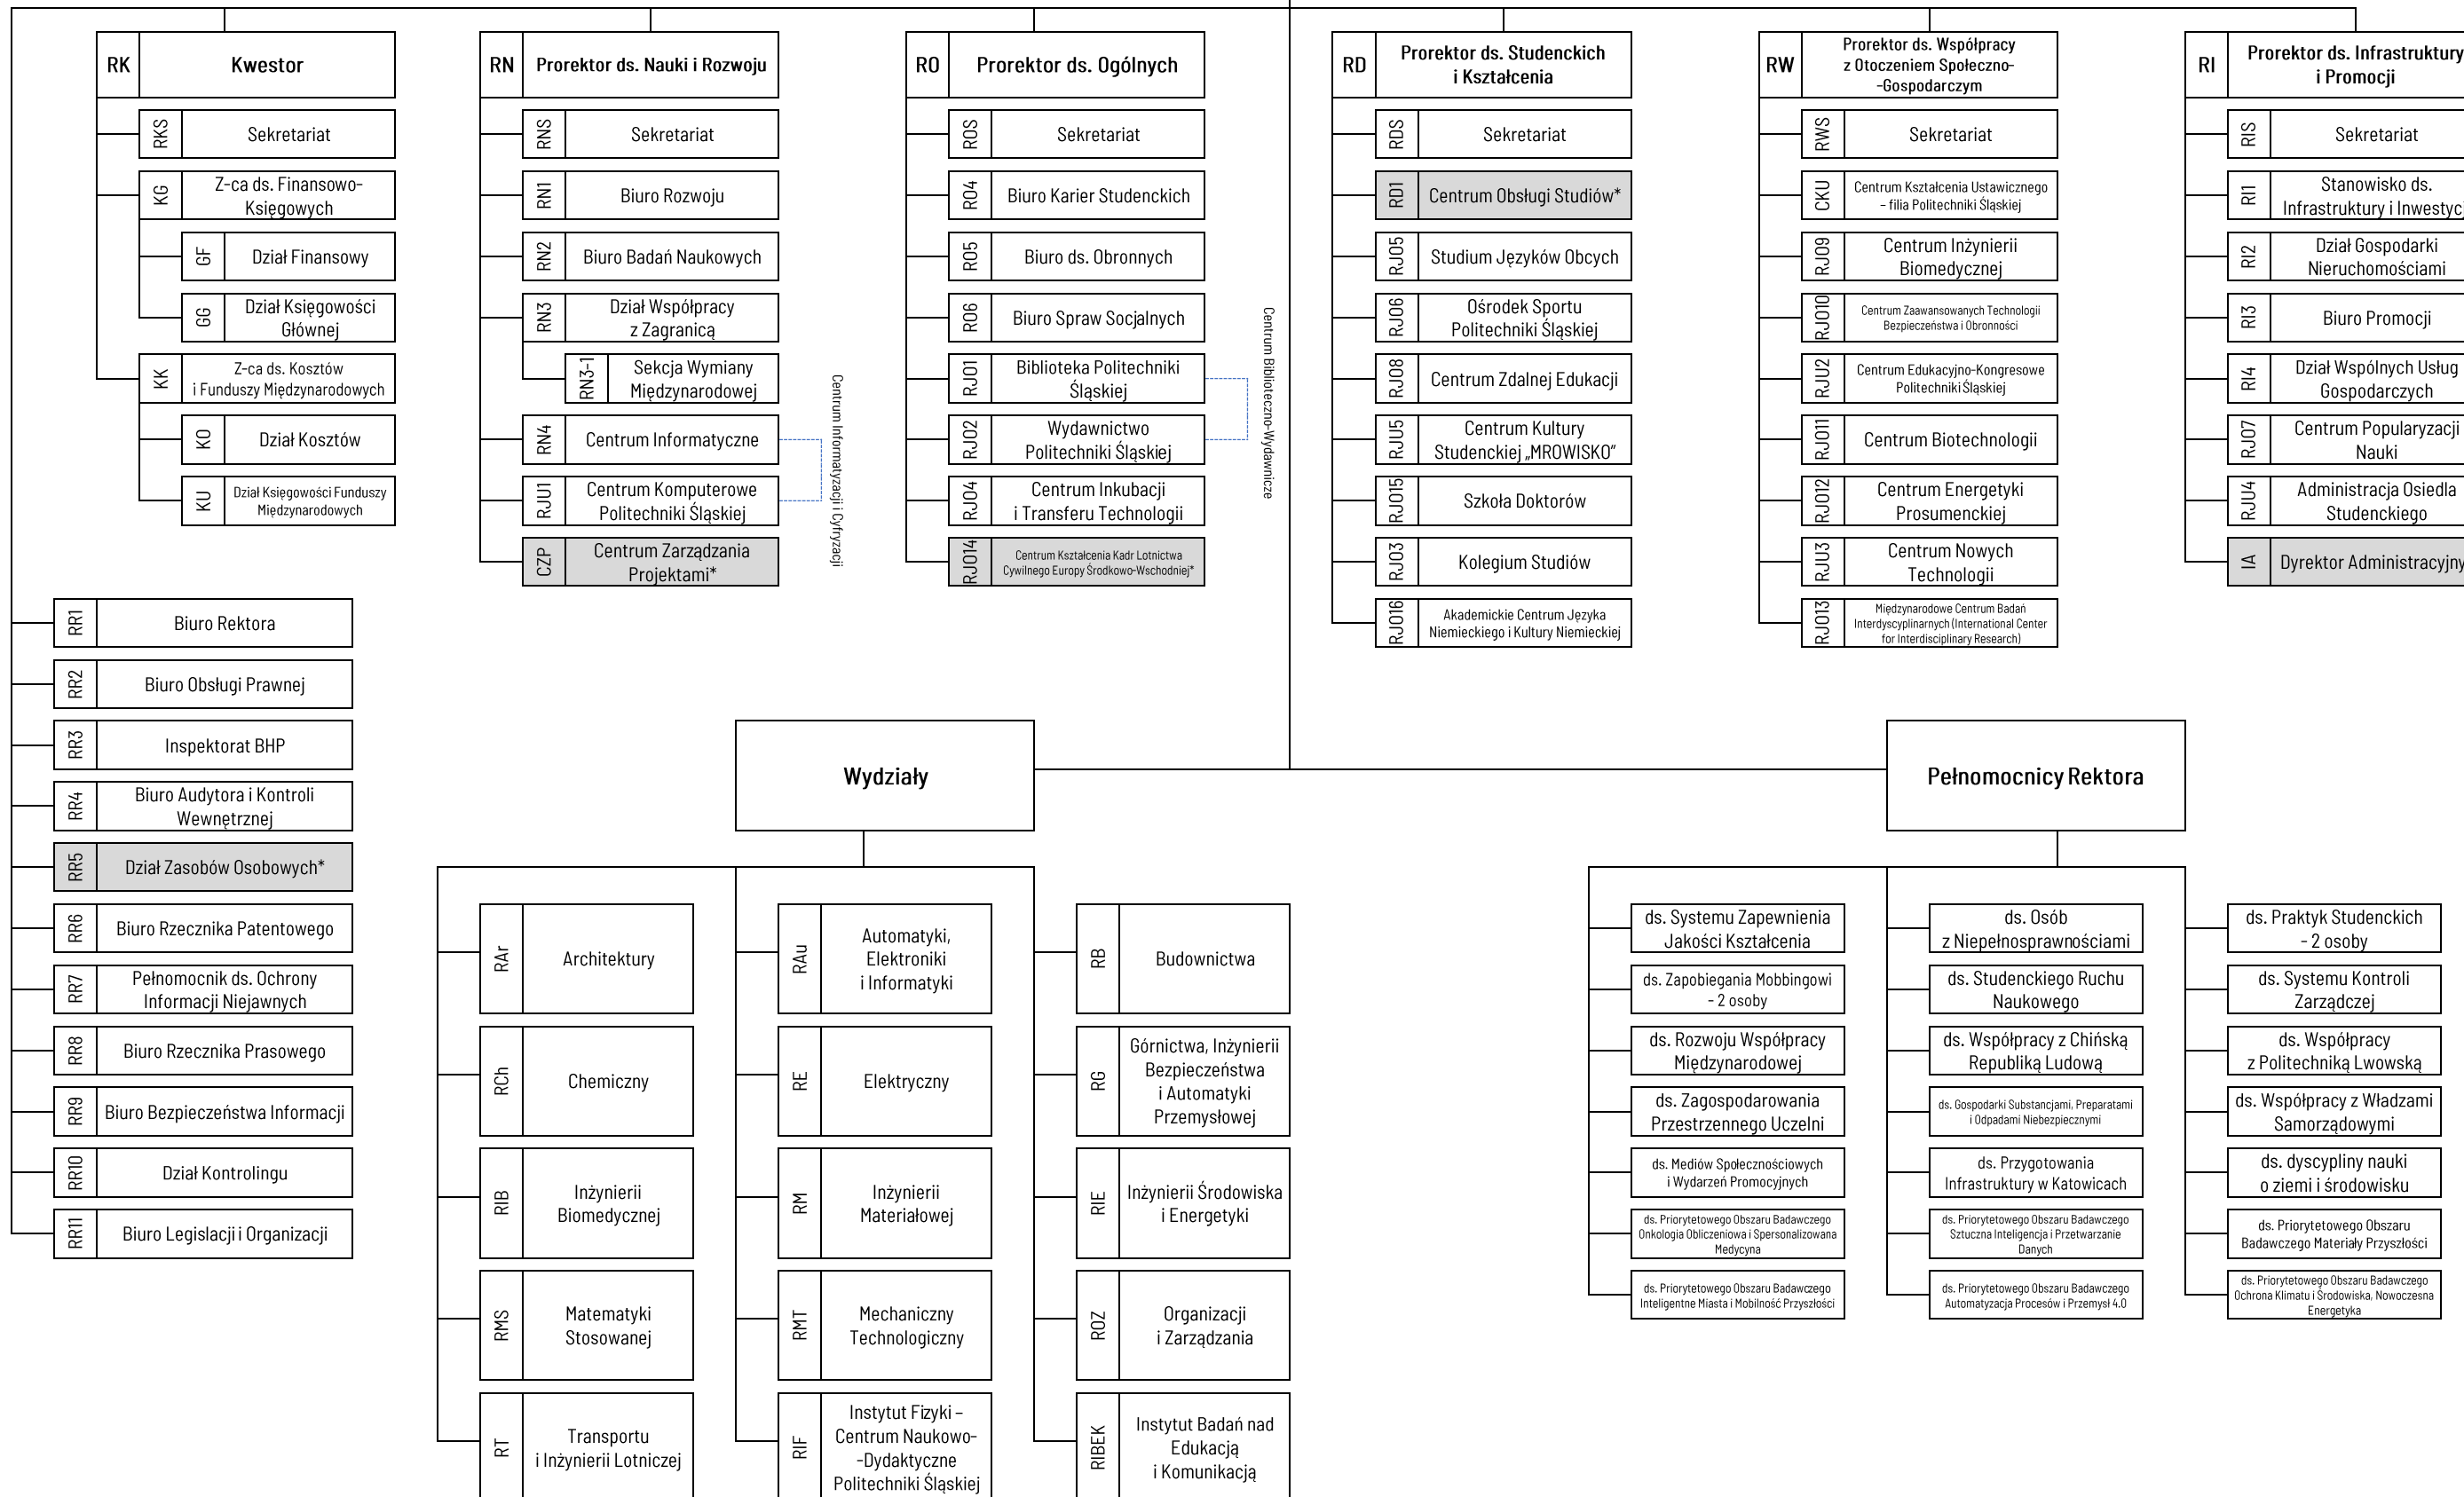 RK
Kwestor
RKS
Sekretariat
KG
Z-ca ds. Finansowo-
Księgowych
GF
Dział Finansowy
GG
Dział Księgowości
Głównej
KK
Z-ca ds. Kosztów
i Funduszy Międzynarodowych
KO
Dział Kosztów
KU
Dział Księgowości Funduszy
Międzynarodowych
RN
Prorektor ds. Nauki i Rozwoju
RNS
Sekretariat
RN1
Biuro Rozwoju
RN2
Biuro Badań Naukowych
RN3
Dział Współpracy
z Zagranicą
RN3-1
Sekcja Wymiany
Międzynarodowej
RN4
Centrum Informatyczne
RJU1
Centrum Komputerowe
Politechniki Śląskiej
CZP
Centrum Zarządzania
Projektami*
Centrum Informatyzacji i Cyfryzacji
RO
Prorektor ds. Ogólnych
ROS
Sekretariat
RO4
Biuro Karier Studenckich
RO5
Biuro ds. Obronnych
RO6
Biuro Spraw Socjalnych
RJO1
Biblioteka Politechniki
Śląskiej
RJO2
Wydawnictwo
Politechniki Śląskiej
RJO4
Centrum Inkubacji
i Transferu Technologii
RJO14
Centrum Kształcenia Kadr Lotnictwa
Cywilnego Europy Środkowo-Wschodniej*
Centrum Biblioteczno-Wydawnicze
RD
Prorektor ds. Studenckich
i Kształcenia
RDS
Sekretariat
RD1
Centrum Obsługi Studiów*
RJO5
Studium Języków Obcych
RJO6
Ośrodek Sportu
Politechniki Śląskiej
RJO8
Centrum Zdalnej Edukacji
RJU5
Centrum Kultury
Studenckiej „MROWISKO”
RJO15
Szkoła Doktorów
RJO3
Kolegium Studiów
RJO16
Akademickie Centrum Języka
Niemieckiego i Kultury Niemieckiej
RW
Prorektor ds. Współpracy
z Otoczeniem Społeczno-
-Gospodarczym
RWS
Sekretariat
CKU
Centrum Kształcenia Ustawicznego
– filia Politechniki Śląskiej
RJO9
Centrum Inżynierii
Biomedycznej
RJO10
Centrum Zaawansowanych Technologii
Bezpieczeństwa i Obronności
RJU2
Centrum Edukacyjno-Kongresowe
Politechniki Śląskiej
RJO11
Centrum Biotechnologii
RJO12
Centrum Energetyki
Prosumenckiej
RJU3
Centrum Nowych
Technologii
RJO13
Międzynarodowe Centrum Badań
Interdyscyplinarnych (International Center
for Interdisciplinary Research)
RI
Prorektor ds. Infrastruktury
i Promocji
RIS
Sekretariat
RI1
Stanowisko ds.
Infrastruktury i Inwestycj
RI2
Dział Gospodarki
Nieruchomościami
RI3
Biuro Promocji
RI4
Dział Wspólnych Usług
Gospodarczych
RJO7
Centrum Popularyzacji
Nauki
RJU4
Administracja Osiedla
Studenckiego
IA
Dyrektor Administracyjny
RR1
Biuro Rektora
RR2
Biuro Obsługi Prawnej
RR3
Inspektorat BHP
RR4
Biuro Audytora i Kontroli
Wewnętrznej
RR5
Dział Zasobów Osobowych*
RR6
Biuro Rzecznika Patentowego
RR7
Pełnomocnik ds. Ochrony
Informacji Niejawnych
RR8
Biuro Rzecznika Prasowego
RR9
Biuro Bezpieczeństwa Informacji
RR10
Dział Kontrolingu
RR11
Biuro Legislacji i Organizacji
Wydziały
RAr
Architektury
RCh
Chemiczny
RIB
Inżynierii
Biomedycznej
RMS
Matematyki
Stosowanej
RT
Transportu
i Inżynierii Lotniczej
RAu
Automatyki,
Elektroniki
i Informatyki
RE
Elektryczny
RM
Inżynierii
Materiałowej
RMT
Mechaniczny
Technologiczny
RIF
Instytut Fizyki –
Centrum Naukowo-
-Dydaktyczne
Politechniki Śląskiej
RB
Budownictwa
RG
Górnictwa, Inżynierii
Bezpieczeństwa
i Automatyki
Przemysłowej
RIE
Inżynierii Środowiska
i Energetyki
ROZ
Organizacji
i Zarządzania
RIBEK
Instytut Badań nad
Edukacją
i Komunikacją
Pełnomocnicy Rektora
ds. Systemu Zapewnienia
Jakości Kształcenia
ds. Zapobiegania Mobbingowi
– 2 osoby
ds. Rozwoju Współpracy
Międzynarodowej
ds. Zagospodarowania
Przestrzennego Uczelni
ds. Mediów Społecznościowych
i Wydarzeń Promocyjnych
ds. Priorytetowego Obszaru Badawczego
Onkologia Obliczeniowa i Spersonalizowana
Medycyna
ds. Priorytetowego Obszaru Badawczego
Inteligentne Miasta i Mobilność Przyszłości
ds. Osób
z Niepełnosprawnościami
ds. Studenckiego Ruchu
Naukowego
ds. Współpracy z Chińską
Republiką Ludową
ds. Gospodarki Substancjami, Preparatami
i Odpadami Niebezpiecznymi
ds. Przygotowania
Infrastruktury w Katowicach
ds. Priorytetowego Obszaru Badawczego
Sztuczna Inteligencja i Przetwarzanie
Danych
ds. Priorytetowego Obszaru Badawczego
Automatyzacja Procesów i Przemysł 4.0
ds. Praktyk Studenckich
- 2 osoby
ds. Systemu Kontroli
Zarządczej
ds. Współpracy
z Politechniką Lwowską
ds. Współpracy z Władzami
Samorządowymi
ds. dyscypliny nauki
o ziemi i środowisku
ds. Priorytetowego Obszaru
Badawczego Materiały Przyszłości
ds. Priorytetowego Obszaru Badawczego
Ochrona Klimatu i Środowiska, Nowoczesna
Energetyka